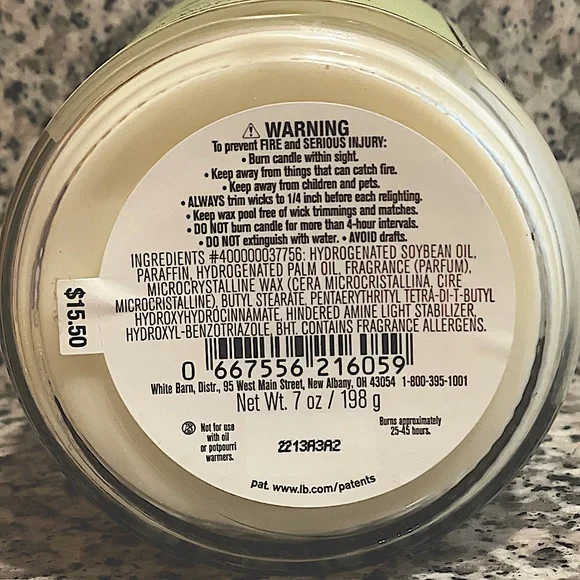 ⚠ WARNING
To prevent FIRE and SERIOUS INJURY:
• Burn candle within sight.
• Keep away from things that can catch fire.
• Keep away from children and pets.
• ALWAYS trim wicks to 1/4 inch before each relighting.
• Keep wax pool free of wick trimmings and matches.
• DO NOT burn candle for more than 4-hour intervals.
• DO NOT extinguish with water. • AVOID drafts.
INGREDIENTS #400000037756: HYDROGENATED SOYBEAN OIL,
PARAFFIN, HYDROGENATED PALM OIL, FRAGRANCE (PARFUM),
MICROCRYSTALLINE WAX (CERA MICROCRISTALLINA, CIRE
MICROCRISTALLINE), BUTYL STEARATE, PENTAERYTHRITYL TETRA-DI-T-BUTYL
HYDROXYHYDROCINNAMATE, HINDERED AMINE LIGHT STABILIZER,
HYDROXYL-BENZOTRIAZOLE, BHT. CONTAINS FRAGRANCE ALLERGENS.
$15.50
0 667556 216059
White Barn, Distr., 95 West Main Street, New Albany, OH 43054 1-800-395-1001
Net Wt. 7 oz / 198 g
Not for use
with oil
or potpourri
warmers.
2213A3A2
Burns approximately
25-45 hours.
pat. www.lb.com/patents